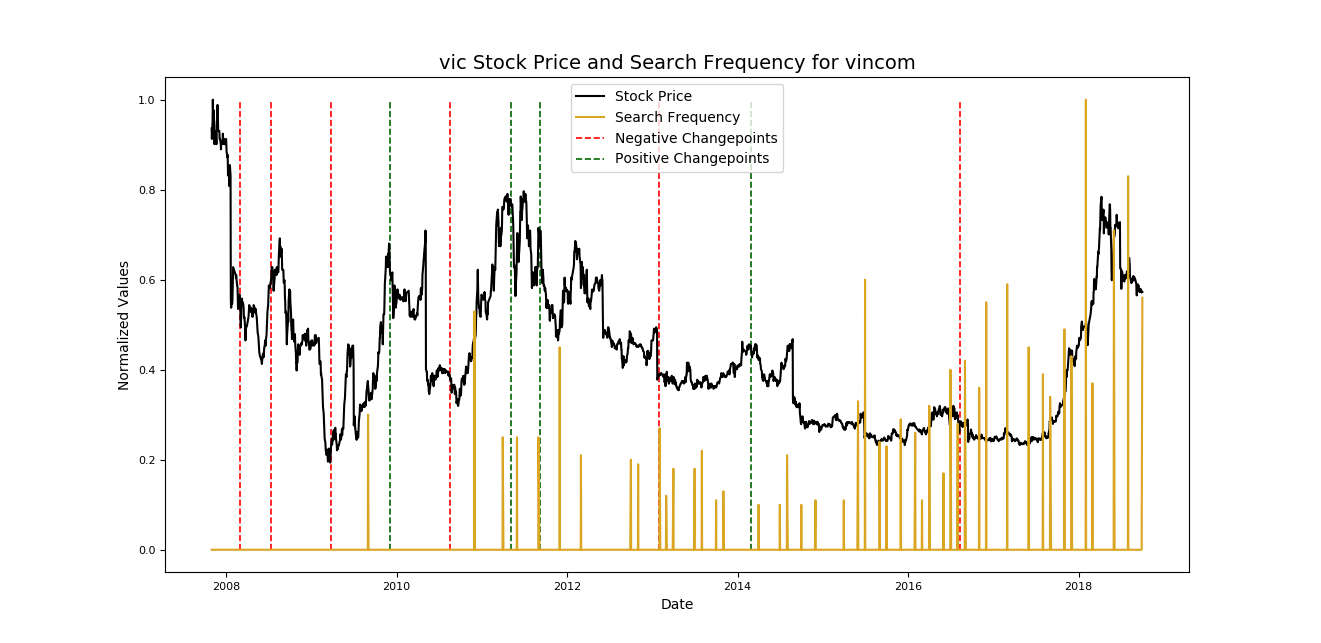 vic Stock Price and Search Frequency for vincom
Stock Price
Search Frequency
Negative Changepoints
Positive Changepoints
Normalized Values
1.0
0.8
0.6
0.4
0.2
0.0
2008
2010
2012
2014
2016
2018
Date